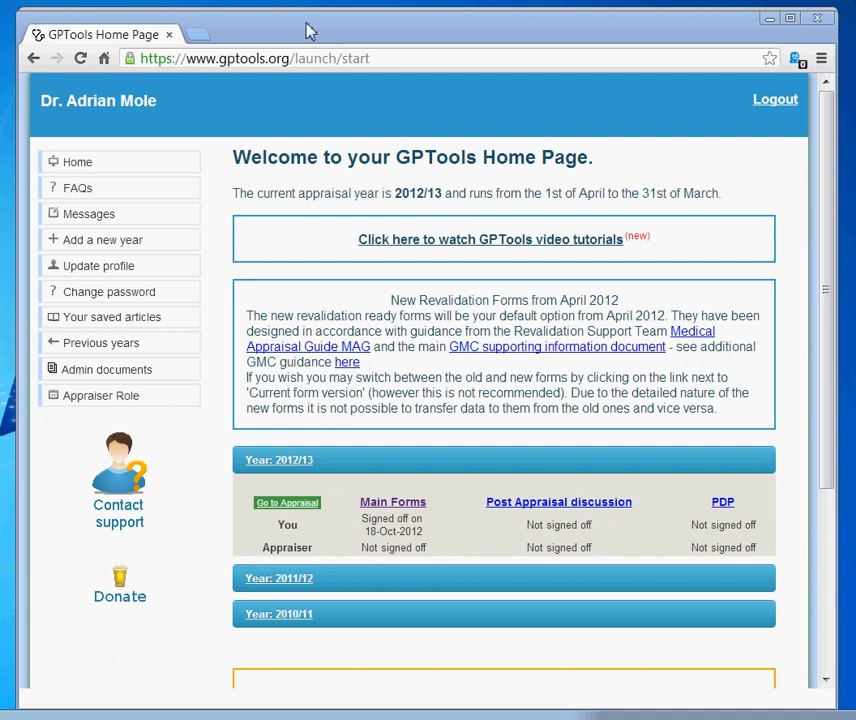 GPTools Home Page
https://www.gptools.org/launch/start
0
Dr. Adrian Mole
Logout
Home
FAQs
Messages
Add a new year
Update profile
Change password
Your saved articles
Previous years
Admin documents
Appraiser Role
Contact
support
Donate
Welcome to your GPTools Home Page.
The current appraisal year is 2012/13 and runs from the 1st of April to the 31st of March.
Click here to watch GPTools video tutorials (new)
New Revalidation Forms from April 2012
The new revalidation ready forms will be your default option from April 2012. They have been
designed in accordance with guidance from the Revalidation Support Team Medical
Appraisal Guide MAG and the main GMC supporting information document - see additional
GMC guidance here
If you wish you may switch between the old and new forms by clicking on the link next to
'Current form version' (however this is not recommended). Due to the detailed nature of the
new forms it is not possible to transfer data to them from the old ones and vice versa.
Year: 2012/13
Go to Appraisal Main Forms Post Appraisal discussion PDP
You Signed off on
18-Oct-2012 Not signed off Not signed off
Appraiser Not signed off Not signed off Not signed off
Year: 2011/12
Year: 2010/11